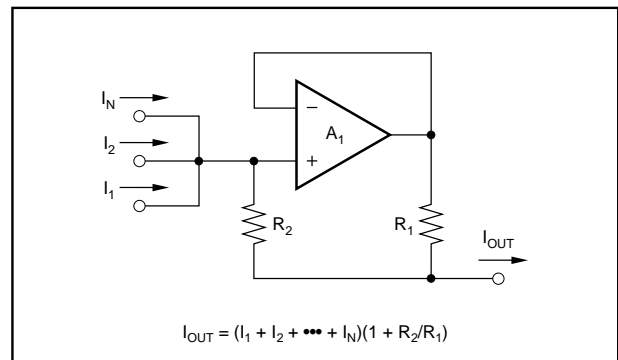 I_N
I_2
I_1
−
A_1
+
R_2
R_1
I_OUT
I_OUT = (I_1 + I_2 + ••• + I_N)(1 + R_2/R_1)